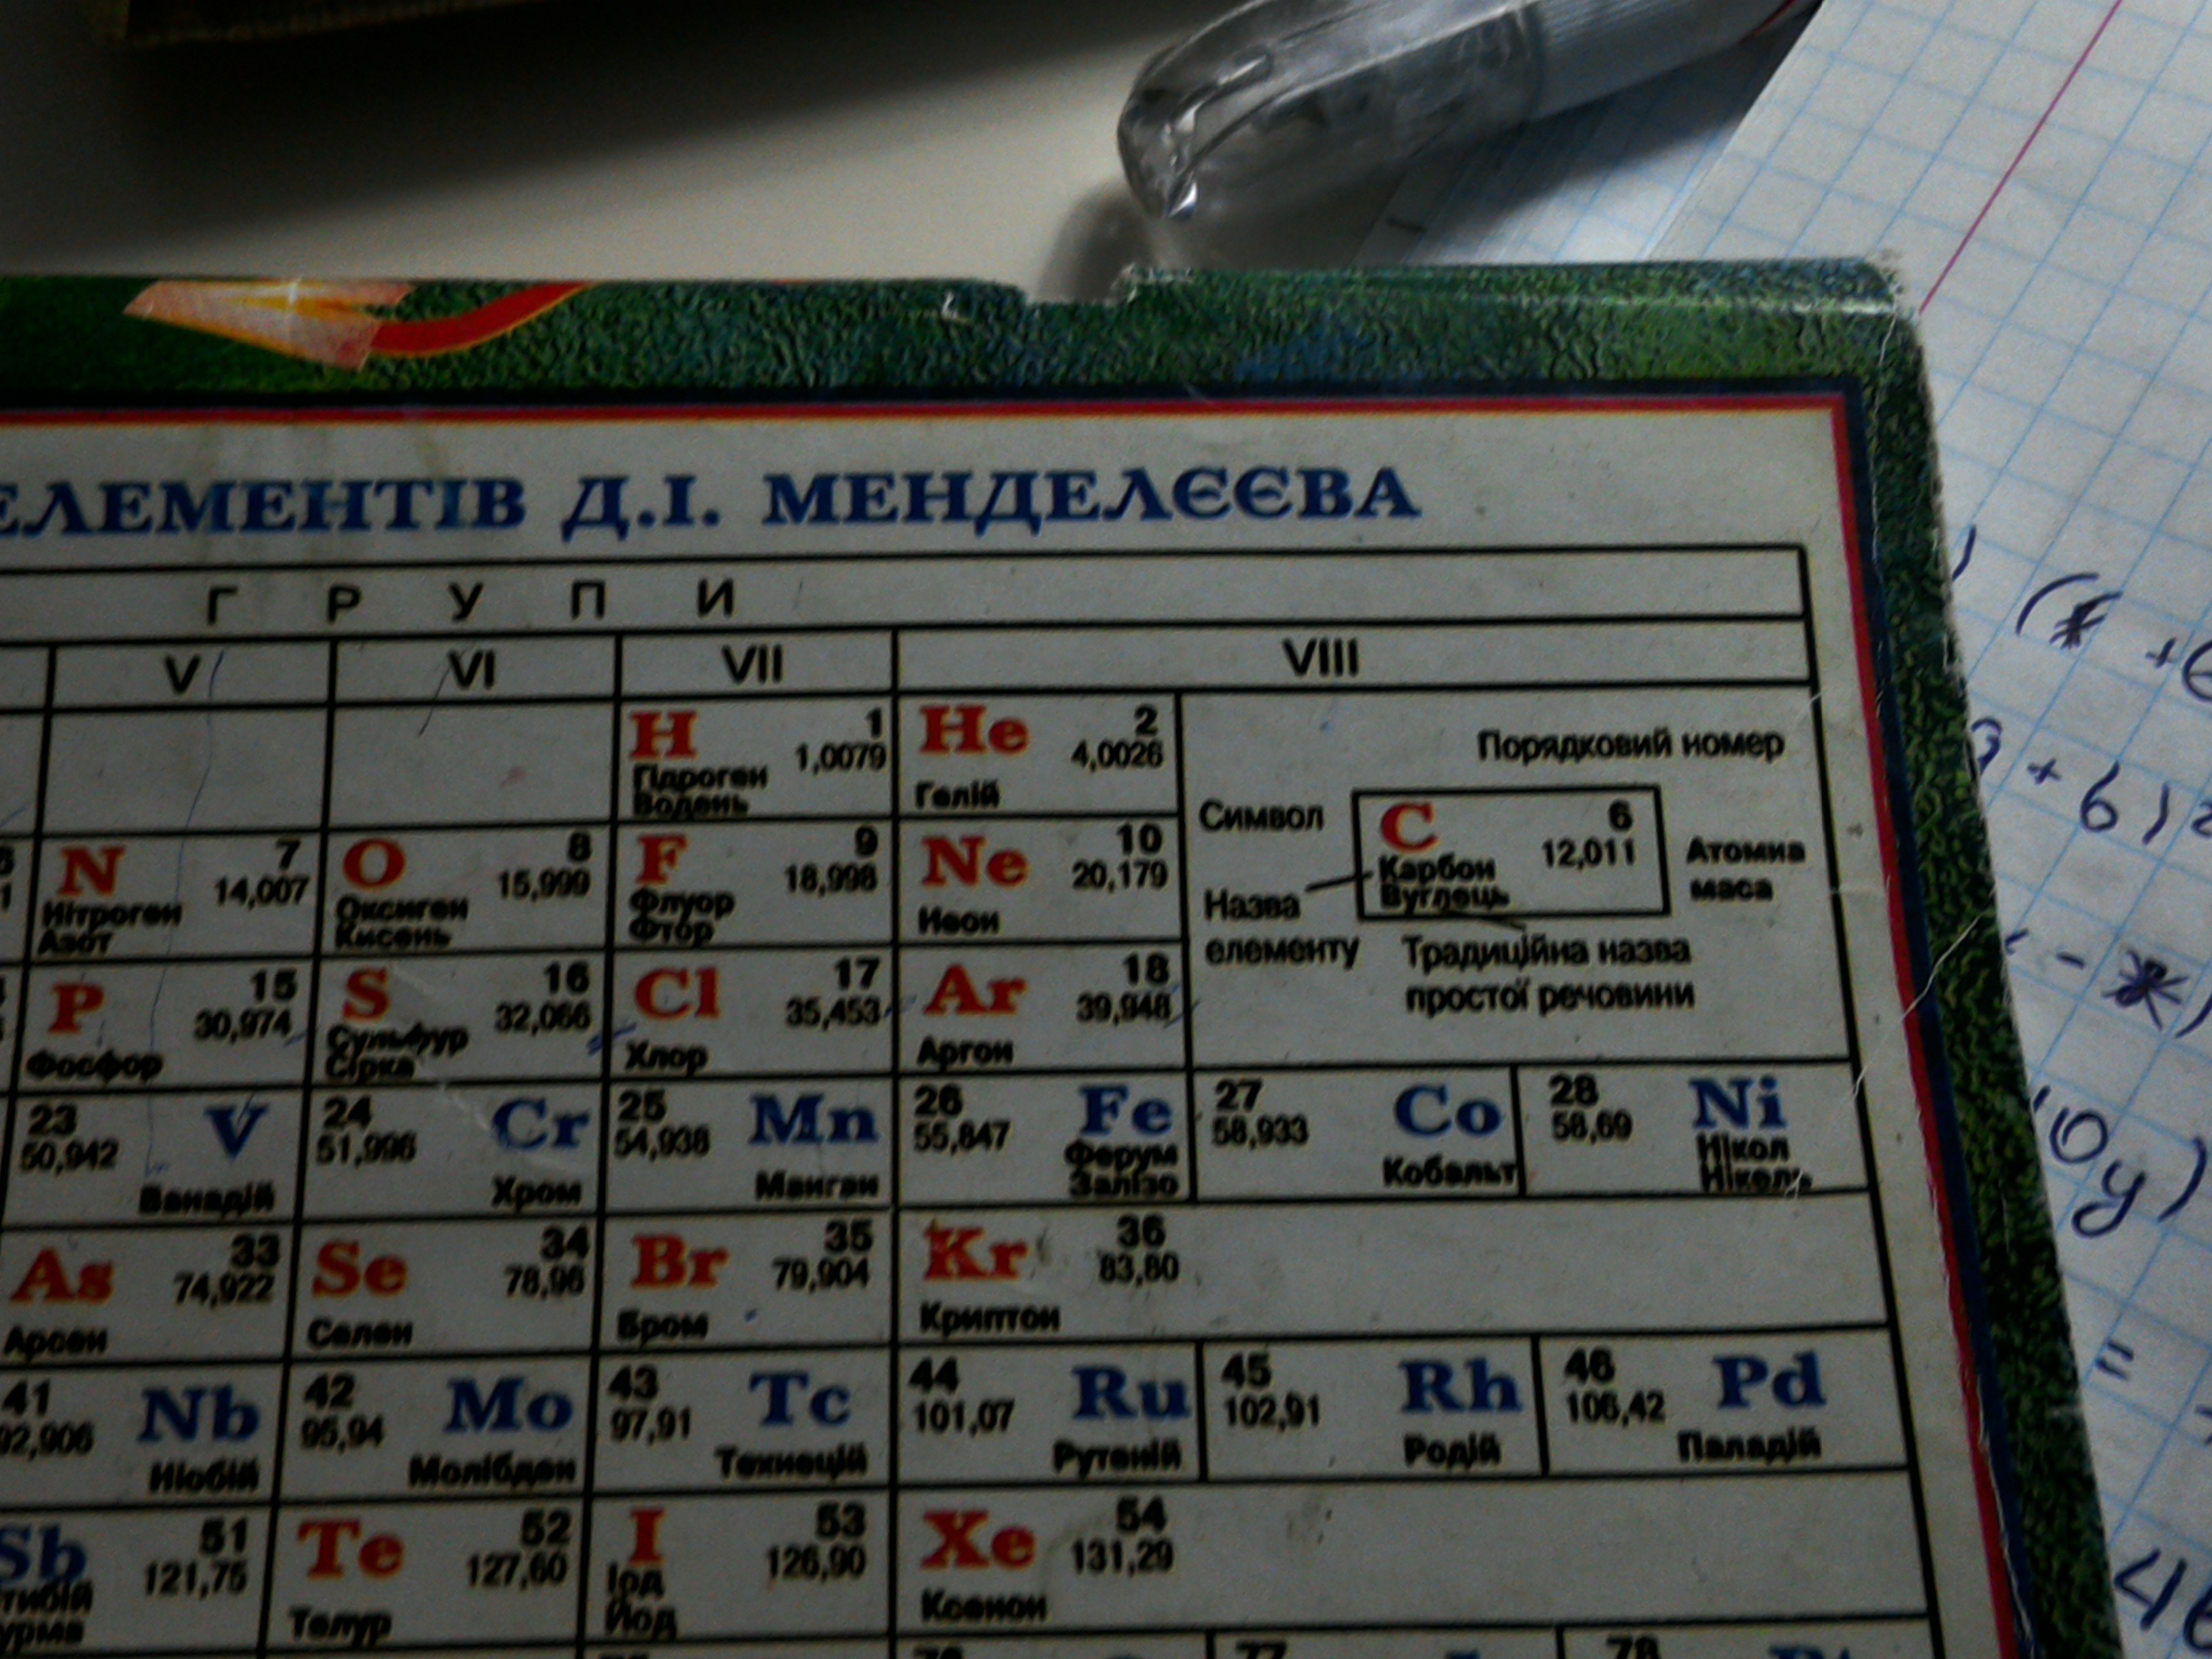 ЕЛЕМЕНТІВ Д.І. МЕНДЕЛЄЄВА
Г Р У П И
V VI VII VIII
H 1 1,0079 Гідроген Водень
He 2 4,0026 Гелій
Порядковий номер
Символ
C 6 12,011 Карбон Вуглець
Атомна маса
Назва елементу
Традиційна назва
простої речовини
N 7 14,007 Нітроген Азот
O 8 15,999 Оксиген Кисень
F 9 18,998 Флуор Фтор
Ne 10 20,179 Неон
P 15 30,974 Фосфор
S 16 32,066 Сульфур Сірка
Cl 17 35,453 Хлор
Ar 18 39,948 Аргон
23 V 50,942 Ванадій
24 Cr 51,996 Хром
25 Mn 54,938 Манган
26 Fe 55,847 Ферум Залізо
27 Co 58,933 Кобальт
28 Ni 58,69 Нікол Нікель
As 33 74,922 Арсен
Se 34 78,96 Селен
Br 35 79,904 Бром
Kr 36 83,80 Криптон
41 Nb 92,906 Ніобій
42 Mo 95,94 Молібден
43 Tc 97,91 Технецій
44 Ru 101,07 Рутеній
45 Rh 102,91 Родій
46 Pd 106,42 Паладій
Sb 51 121,75
Te 52 127,60 Телур
I 53 126,90 Іод Йод
Xe 54 131,29 Ксенон
76 77 78
+ 6)
10y)
=